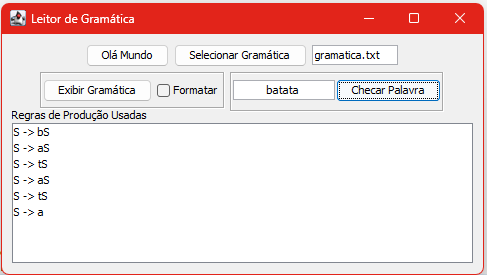 Leitor de Gramática
Olá Mundo Selecionar Gramática gramatica.txt
Exibir Gramática Formatar batata Checar Palavra
Regras de Produção Usadas
S -> bS
S -> aS
S -> tS
S -> aS
S -> tS
S -> a